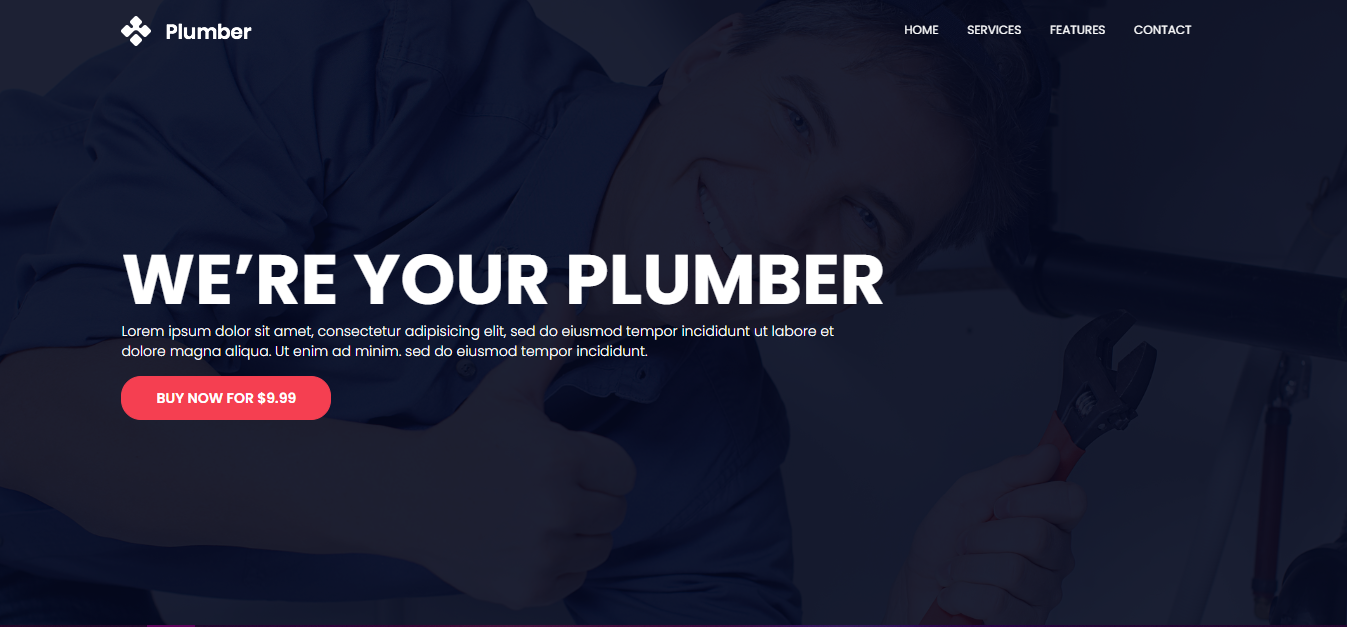 Plumber
HOME SERVICES FEATURES CONTACT
WE’RE YOUR PLUMBER
Lorem ipsum dolor sit amet, consectetur adipisicing elit, sed do eiusmod tempor incididunt ut labore et
dolore magna aliqua. Ut enim ad minim. sed do eiusmod tempor incididunt.
BUY NOW FOR $9.99